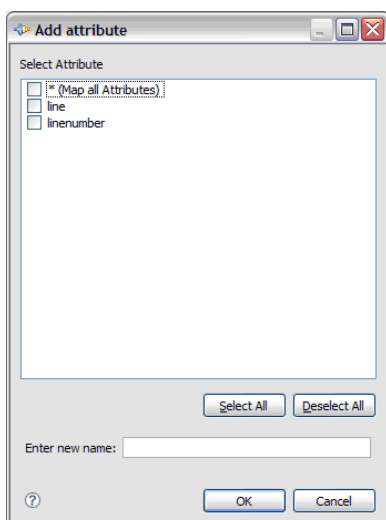 Add attribute
Select Attribute
* (Map all Attributes)
line
linenumber
Select All
Deselect All
Enter new name:
?
OK
Cancel